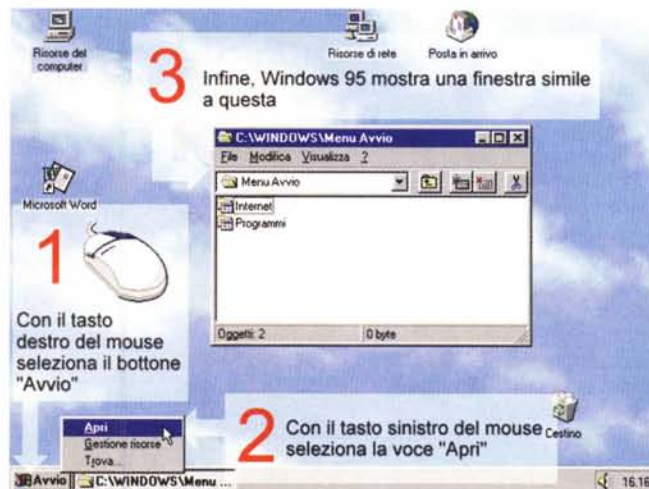 Risorse del
computer
Risorse di rete
Posta in arrivo
3
Infine, Windows 95 mostra una finestra simile
a questa
C:\WINDOWS\Menu Avvio
File Modifica Visualizza ?
Menu Avvio
Internet
Programmi
Oggetti: 2
0 byte
Microsoft Word
1
Con il tasto
destro del mouse
seleziona il bottone
"Avvio"
Apri
Gestione risorse
Trova...
2
Con il tasto sinistro del mouse
seleziona la voce "Apri"
Cestino
Avvio
C:\WINDOWS\Menu ...
16.16